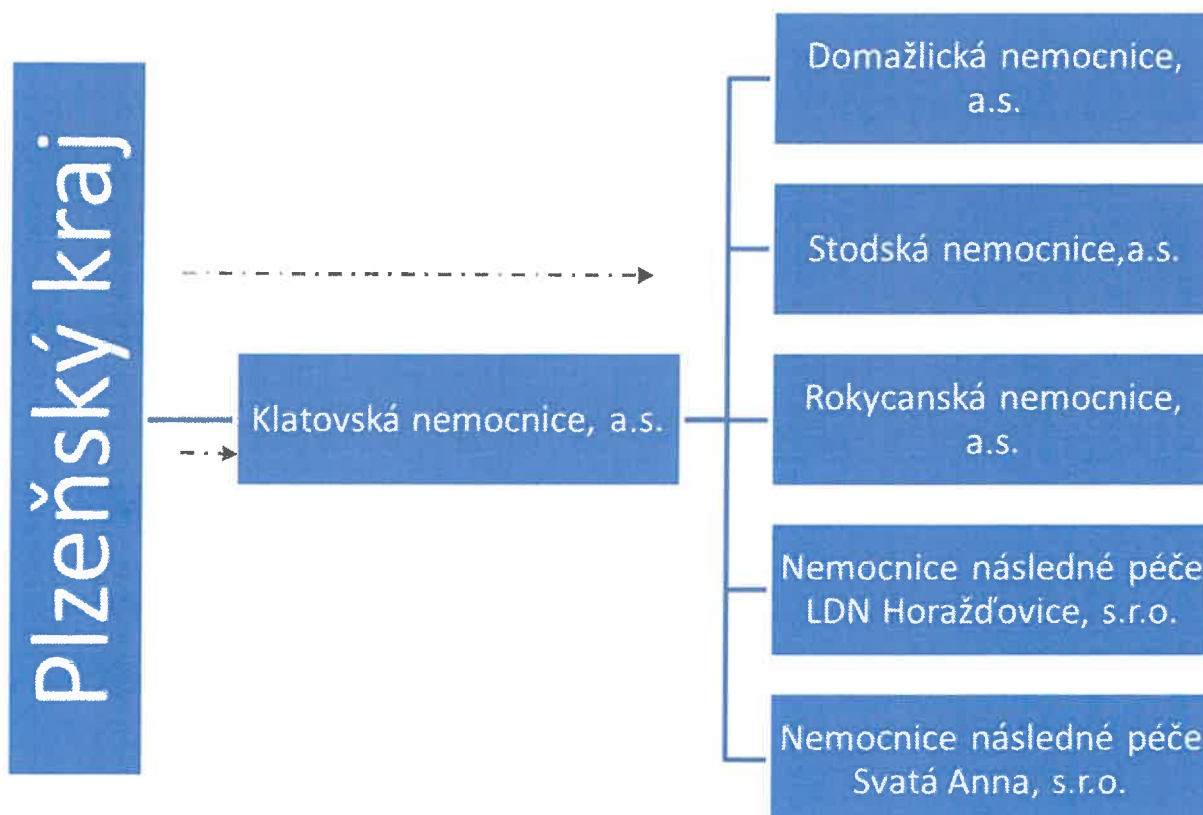 Plzeňský kraj
Klatovská nemocnice, a.s.
Domažlická nemocnice,
a.s.
Stodská nemocnice,a.s.
Rokycanská nemocnice,
a.s.
Nemocnice následné péče
LDN Horažďovice, s.r.o.
Nemocnice následné péče
Svatá Anna, s.r.o.